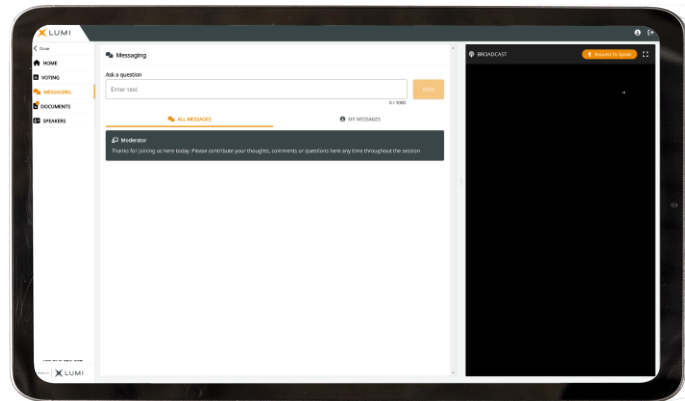 LUMI
Close
HOME
VOTING
MESSAGING
DOCUMENTS
SPEAKERS
Messaging
Ask a question
Enter text
SEND
0 / 1000
ALL MESSAGES
MY MESSAGES
Moderator
Thanks for joining us here today. Please contribute your thoughts, comments or questions here any time throughout the session.
BROADCAST
Request To Speak
LUMI